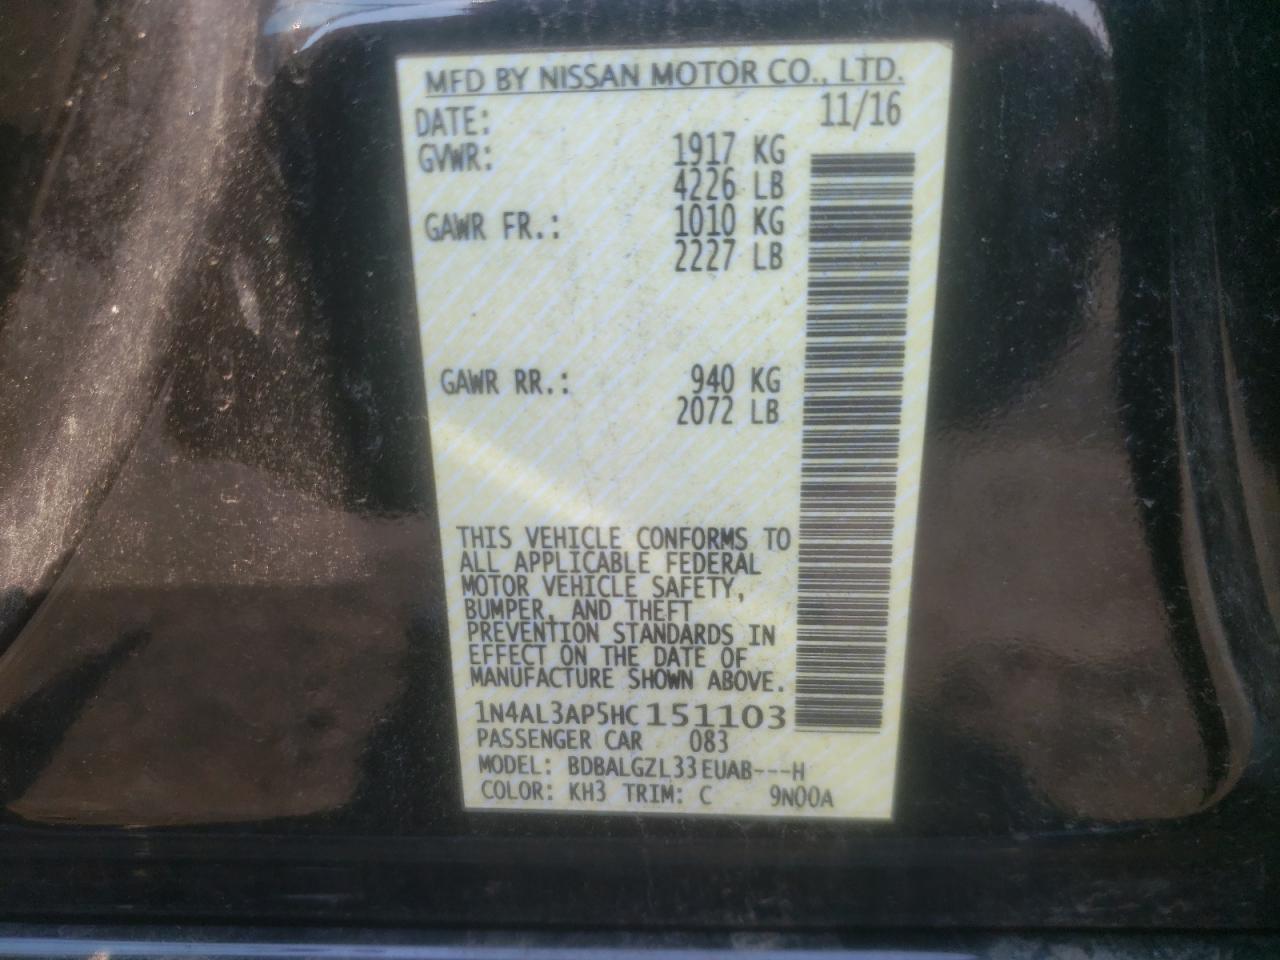 MFD BY NISSAN MOTOR CO., LTD.
DATE: 11/16
GVWR: 1917 KG
4226 LB
GAWR FR.: 1010 KG
2227 LB
GAWR RR.: 940 KG
2072 LB
THIS VEHICLE CONFORMS TO
ALL APPLICABLE FEDERAL
MOTOR VEHICLE SAFETY,
BUMPER, AND THEFT
PREVENTION STANDARDS IN
EFFECT ON THE DATE OF
MANUFACTURE SHOWN ABOVE.
1N4AL3AP5HC151103
PASSENGER CAR 083
MODEL: BDBALGZL33EUAB---H
COLOR: KH3 TRIM: C 9N00A